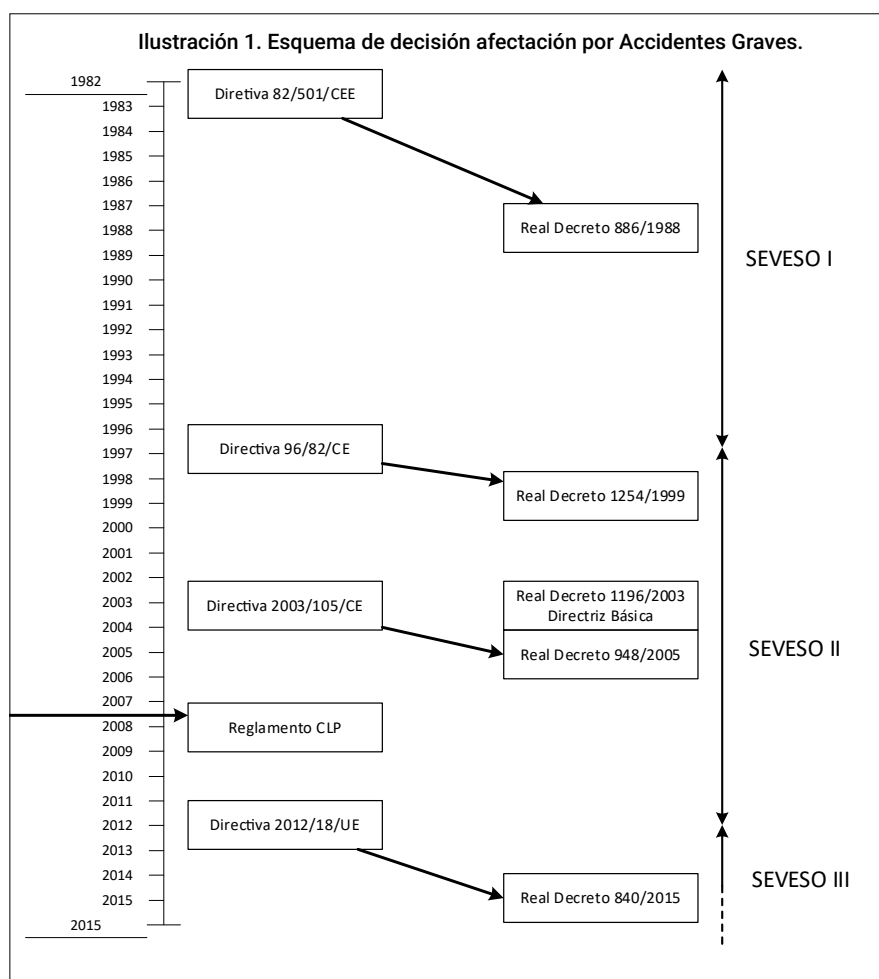 Ilustración 1. Esquema de decisión afectación por Accidentes Graves.
1982
Diretiva 82/501/CEE
1983
1984
1985
1986
1987
Real Decreto 886/1988
1988
1989
SEVESO I
1990
1991
1992
1993
1994
1995
1996
Directiva 96/82/CE
1997
1998
Real Decreto 1254/1999
1999
2000
2001
2002
Real Decreto 1196/2003
Directriz Básica
2003
Directiva 2003/105/CE
2004
2005
Real Decreto 948/2005
SEVESO II
2006
2007
2008
Reglamento CLP
2009
2010
2011
2012
Directiva 2012/18/UE
2013
2014
SEVESO III
2015
Real Decreto 840/2015
2015